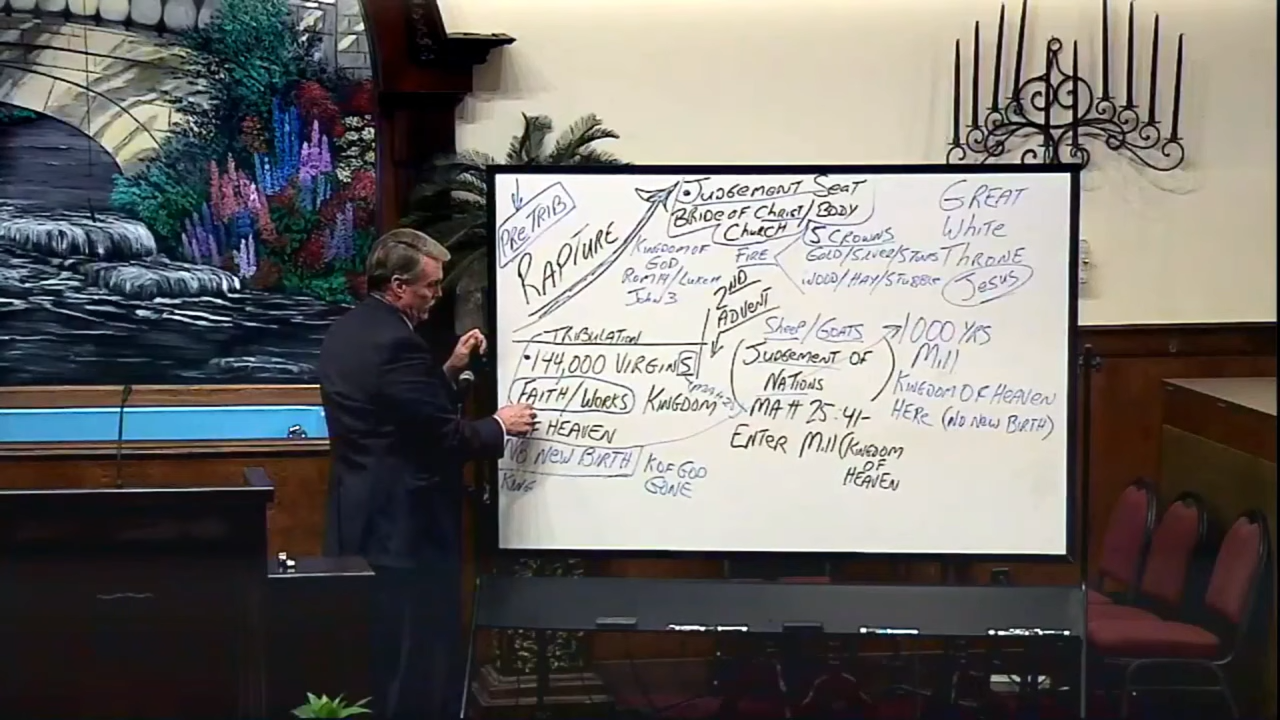 PRE TRIB
RAPTURE
• JUDGEMENT SEAT
BRIDE OF CHRIST/BODY
CHURCH
KINGDOM OF
GOD
ROM 14/LUKE 17
John 3
FIRE
5 CROWNS
GOLD/SILVER/STONES
WOOD/HAY/STUBBLE
GREAT
White
THRONE
Jesus
2ND
ADVENT
TRIBULATION
• 144,000 VIRGINS
FAITH/WORKS
KINGDOM
OF HEAVEN
NO NEW BIRTH
KING
K OF GOD
GONE
Sheep/GOATS
JUDGEMENT OF
NATIONS
MATT 25:41-
ENTER Mill (KINGDOM
OF
HEAVEN
1000 YRS
Mill
KINGDOM OF HEAVEN
HERE (NO NEW BIRTH)